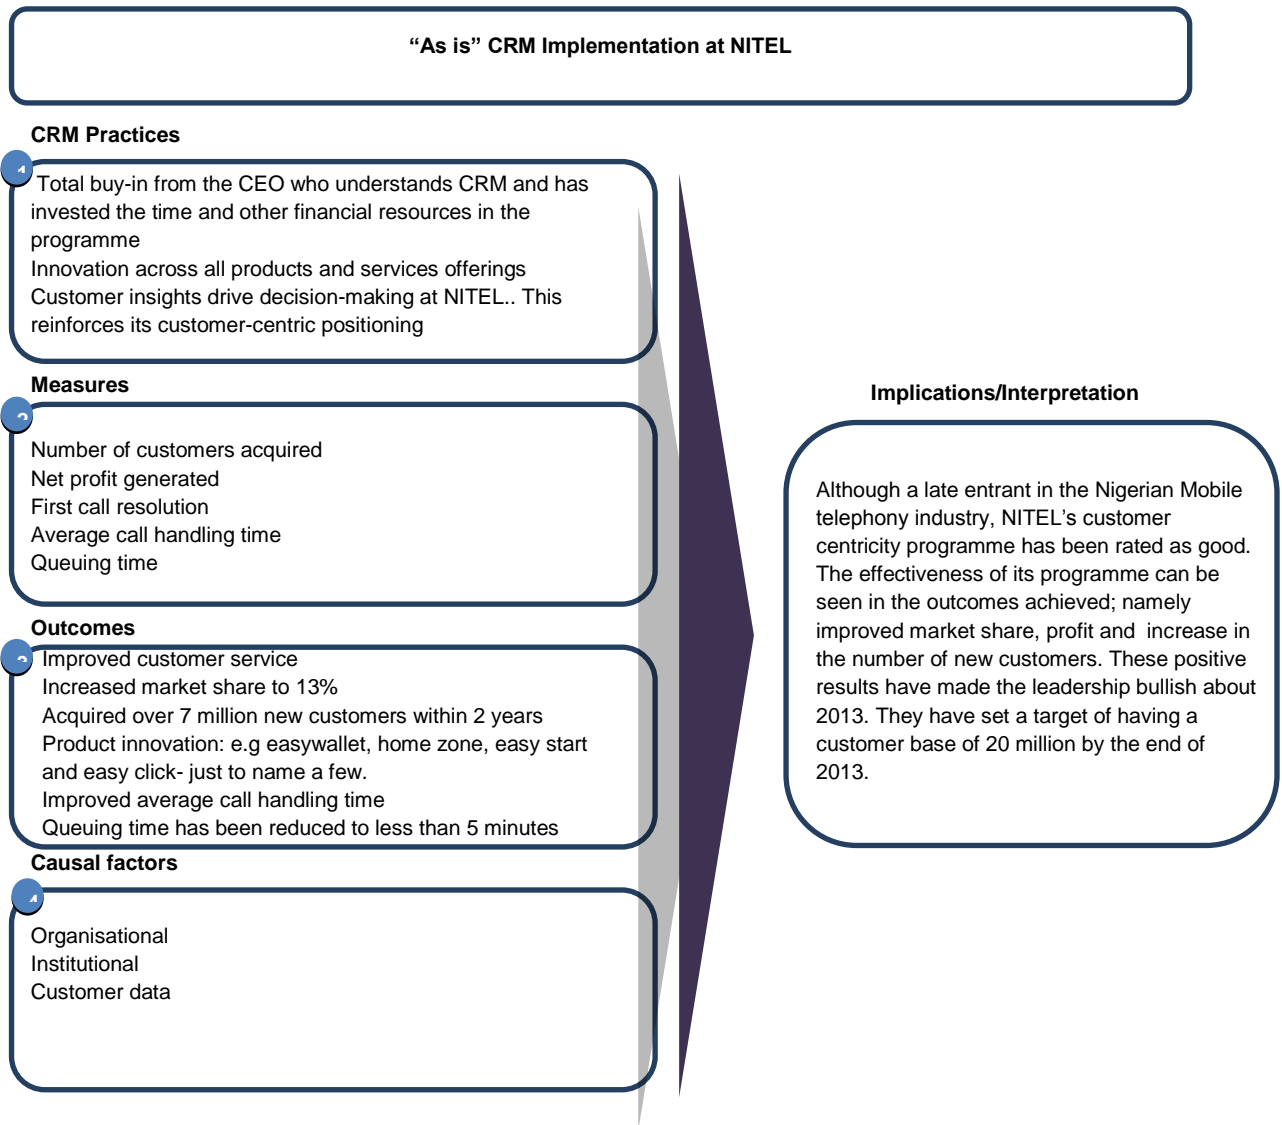 “As is” CRM Implementation at NITEL
CRM Practices
Total buy-in from the CEO who understands CRM and has
invested the time and other financial resources in the
programme
Innovation across all products and services offerings
Customer insights drive decision-making at NITEL.. This
reinforces its customer-centric positioning
Measures
Number of customers acquired
Net profit generated
First call resolution
Average call handling time
Queuing time
Outcomes
Improved customer service
Increased market share to 13%
Acquired over 7 million new customers within 2 years
Product innovation: e.g easywallet, home zone, easy start
and easy click- just to name a few.
Improved average call handling time
Queuing time has been reduced to less than 5 minutes
Causal factors
Organisational
Institutional
Customer data
Implications/Interpretation
Although a late entrant in the Nigerian Mobile
telephony industry, NITEL’s customer
centricity programme has been rated as good.
The effectiveness of its programme can be
seen in the outcomes achieved; namely
improved market share, profit and  increase in
the number of new customers. These positive
results have made the leadership bullish about
2013. They have set a target of having a
customer base of 20 million by the end of
2013.